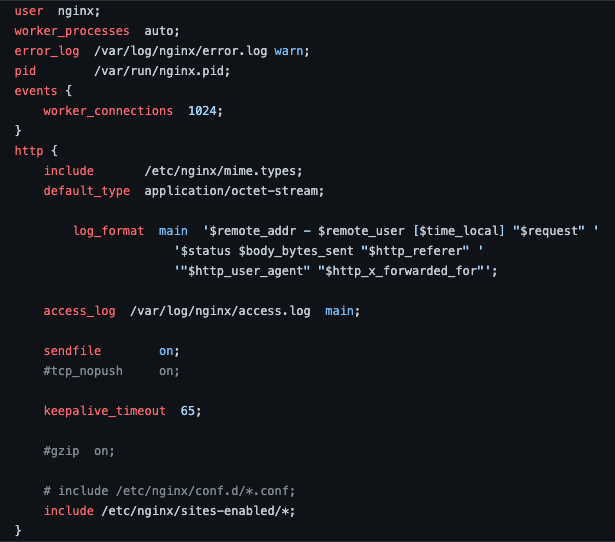 user  nginx;
worker_processes  auto;
error_log  /var/log/nginx/error.log warn;
pid        /var/run/nginx.pid;
events {
    worker_connections  1024;
}
http {
    include       /etc/nginx/mime.types;
    default_type  application/octet-stream;

        log_format  main  '$remote_addr - $remote_user [$time_local] "$request" '
                      '$status $body_bytes_sent "$http_referer" '
                      '"$http_user_agent" "$http_x_forwarded_for"';

    access_log  /var/log/nginx/access.log  main;

    sendfile        on;
    #tcp_nopush     on;

    keepalive_timeout  65;

    #gzip  on;

    # include /etc/nginx/conf.d/*.conf;
    include /etc/nginx/sites-enabled/*;
}